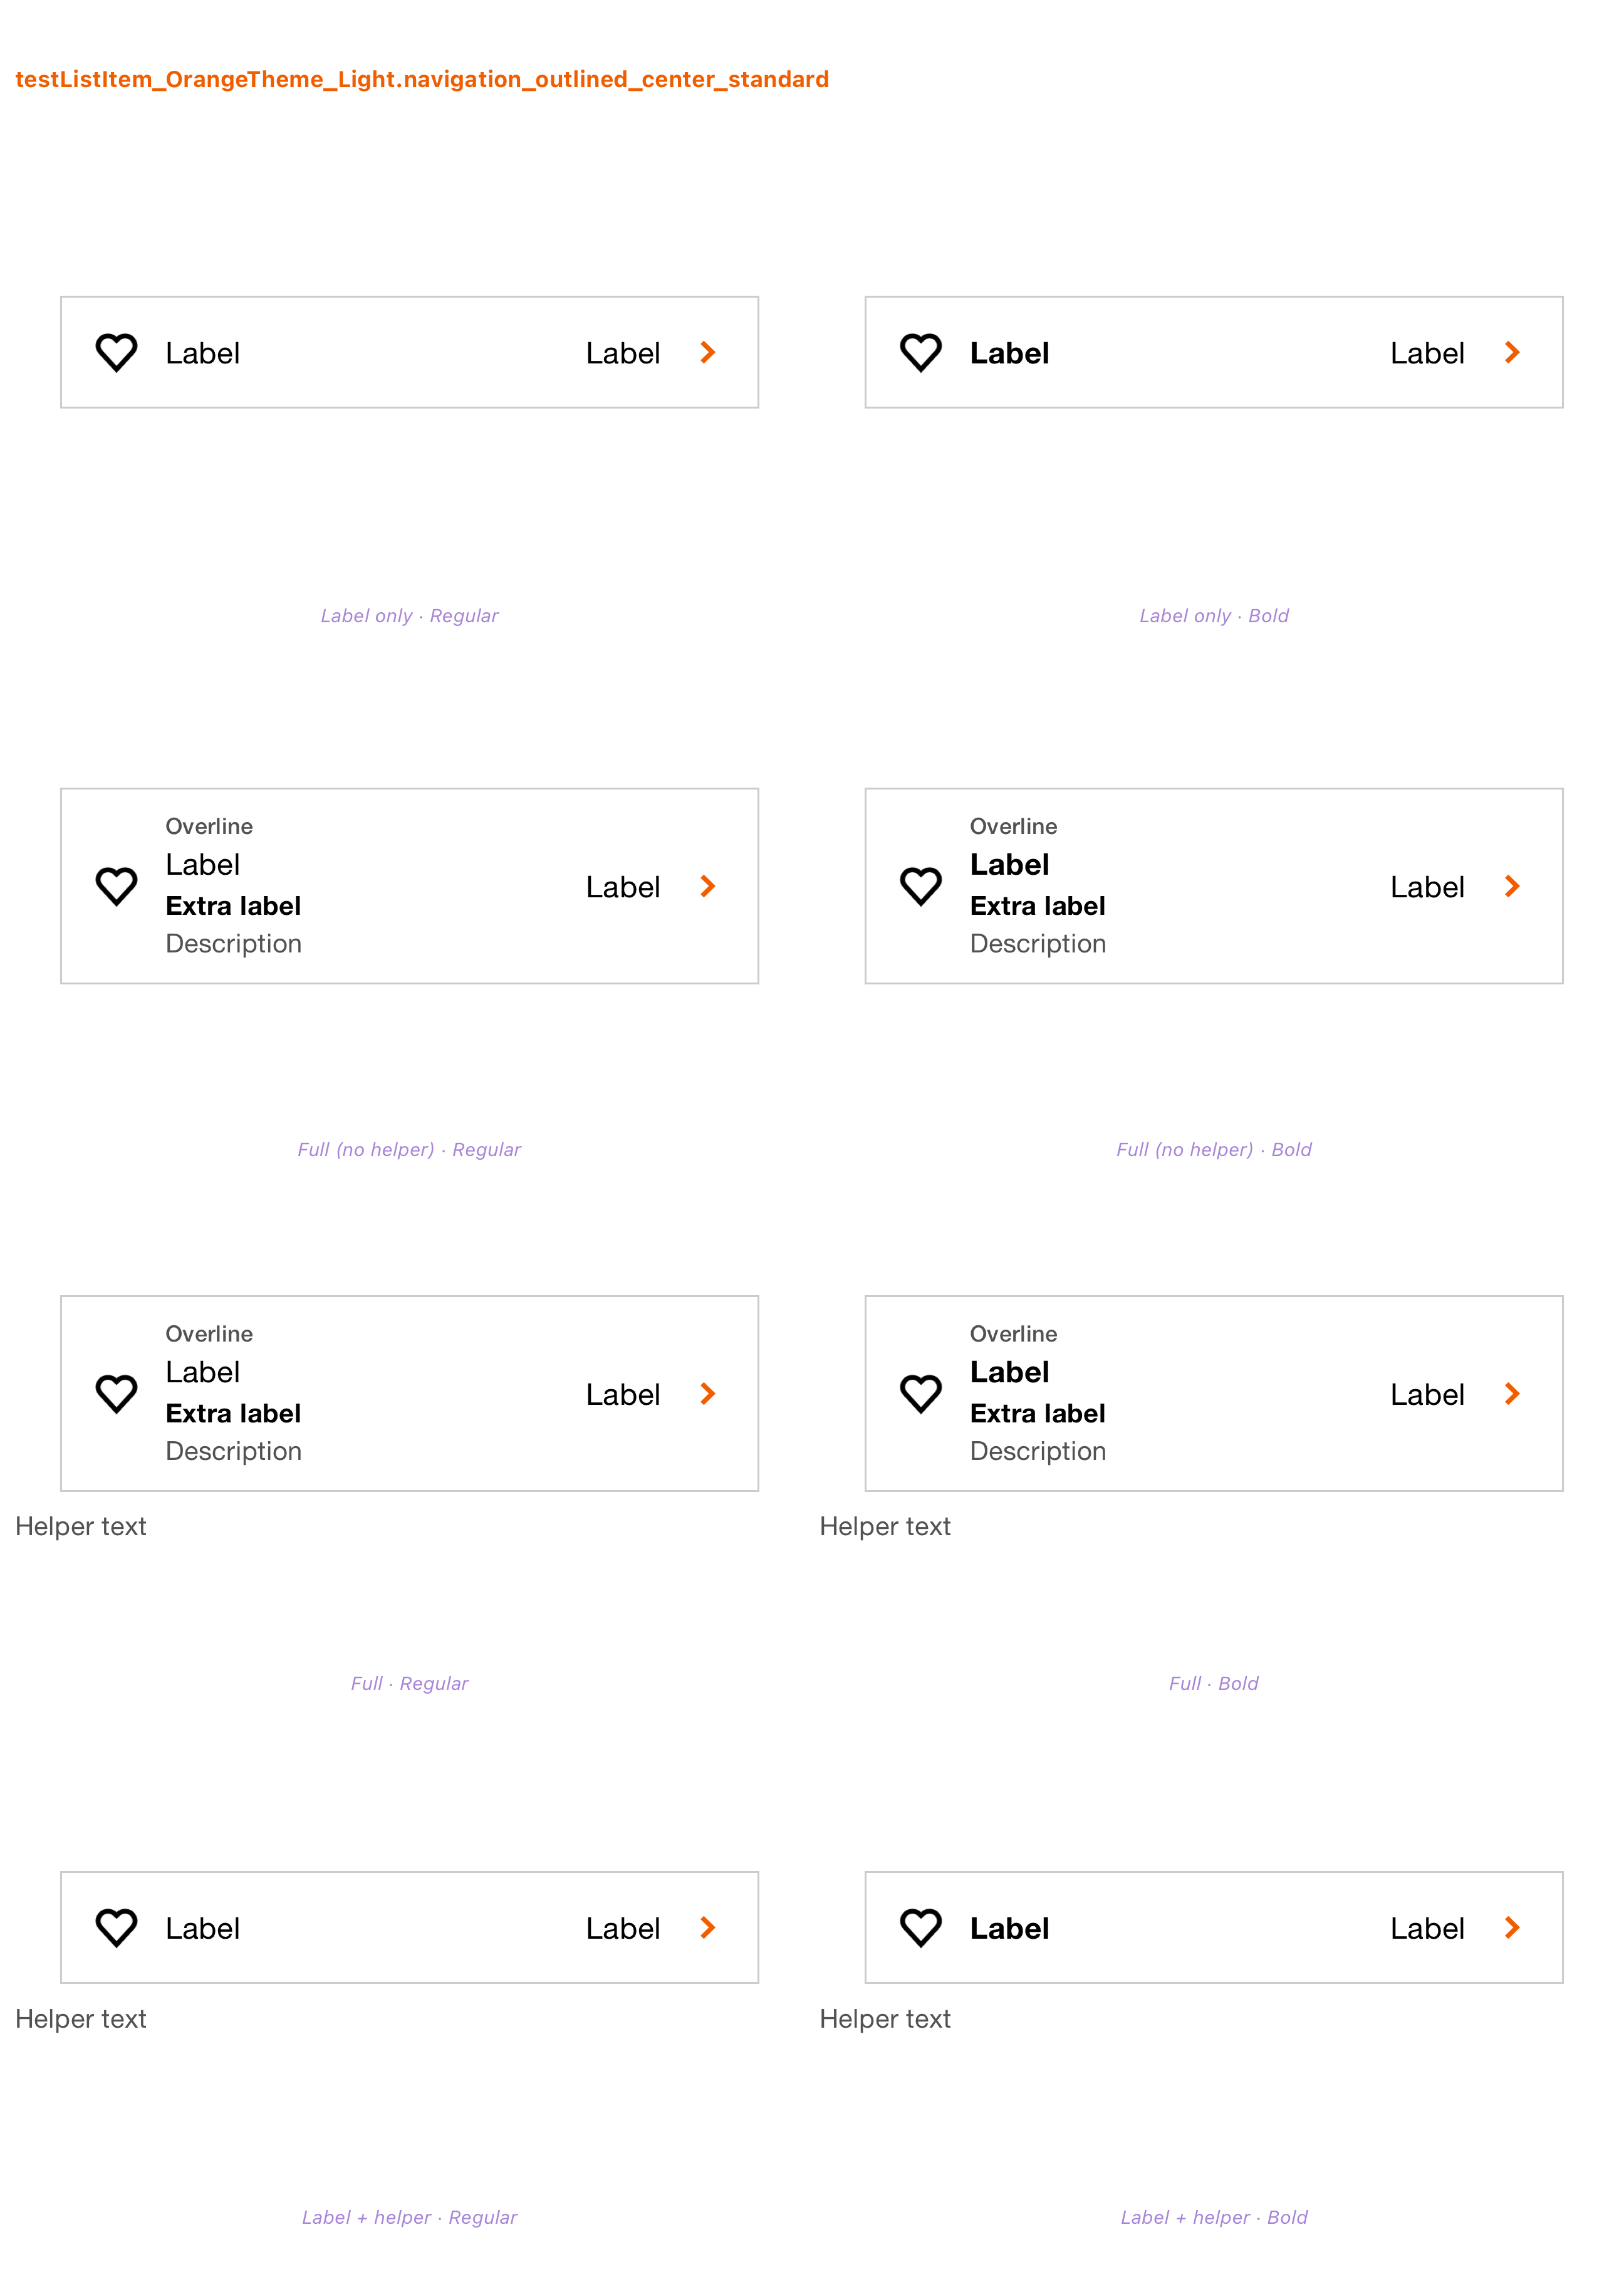 testListItem_OrangeTheme_Light.navigation_outlined_center_standard
Label Label
Label Label
Label only · Regular
Label only · Bold
Overline
Label
Extra label
Description
Label
Overline
Label
Extra label
Description
Label
Full (no helper) · Regular
Full (no helper) · Bold
Overline
Label
Extra label
Description
Label
Helper text
Overline
Label
Extra label
Description
Label
Helper text
Full · Regular
Full · Bold
Label Label
Helper text
Label Label
Helper text
Label + helper · Regular
Label + helper · Bold